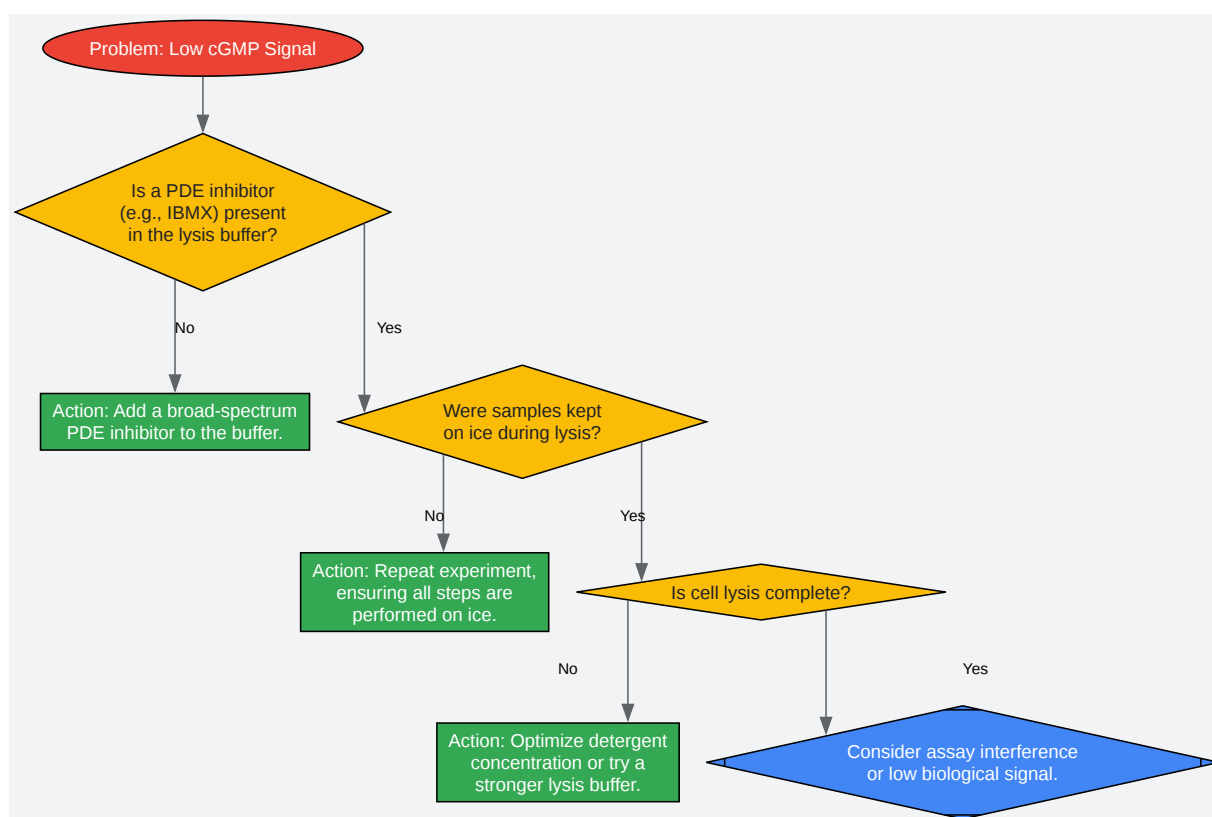 Problem: Low cGMP Signal
Is a PDE inhibitor
(e.g., IBMX) present
in the lysis buffer?
No
Yes
Action: Add a broad-spectrum
PDE inhibitor to the buffer.
Were samples kept
on ice during lysis?
No
Yes
Action: Repeat experiment,
ensuring all steps are
performed on ice.
Is cell lysis complete?
No
Yes
Action: Optimize detergent
concentration or try a
stronger lysis buffer.
Consider assay interference
or low biological signal.